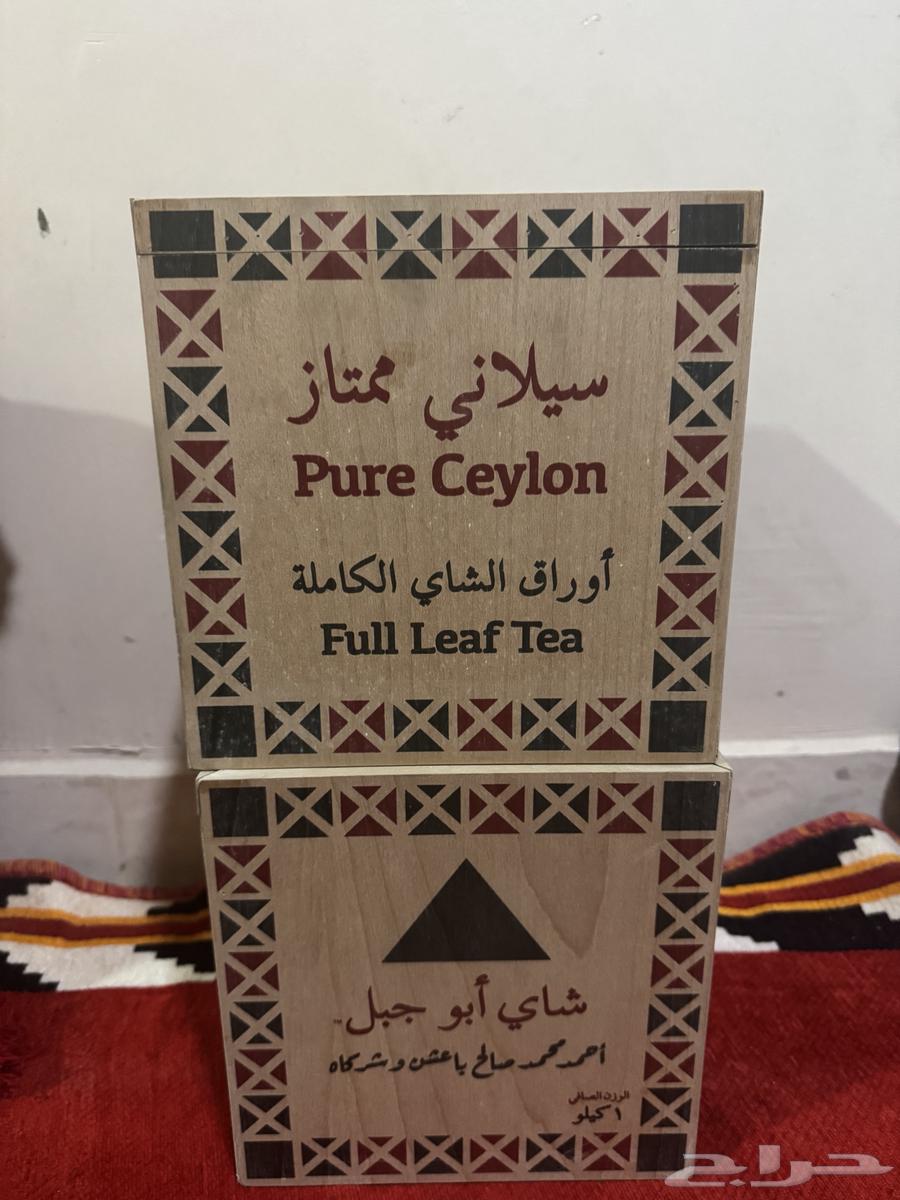 سيلاني ممتاز
Pure Ceylon
أوراق الشاي الكاملة
Full Leaf Tea
شاي أبو جبل™
أحمد محمد صالح باعشن وشركاه
الوزن الصافي
١ كيلو
حراج